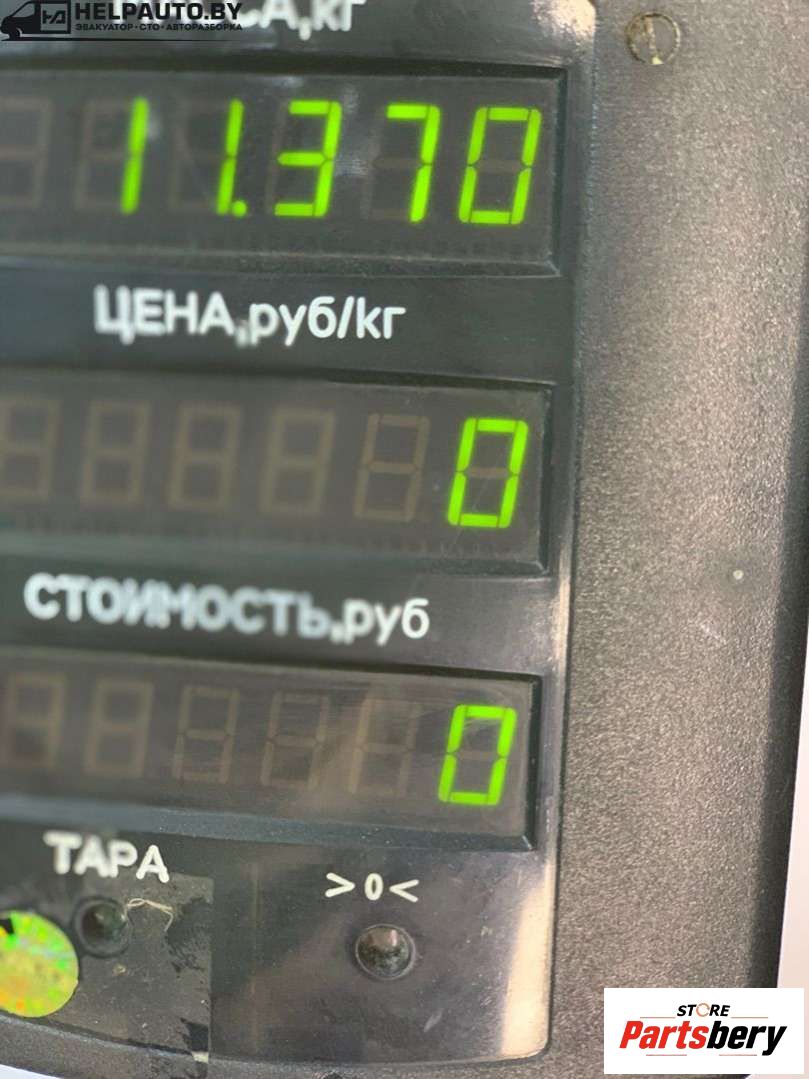 HELPAUTO.BY
ЭВАКУАТОР • СТО • АВТОРАЗБОРКА
11.370
ЦЕНА,руб/кг
0
СТОИМОСТЬ,руб
0
ТАРА
>0<
STORE
Partsbery